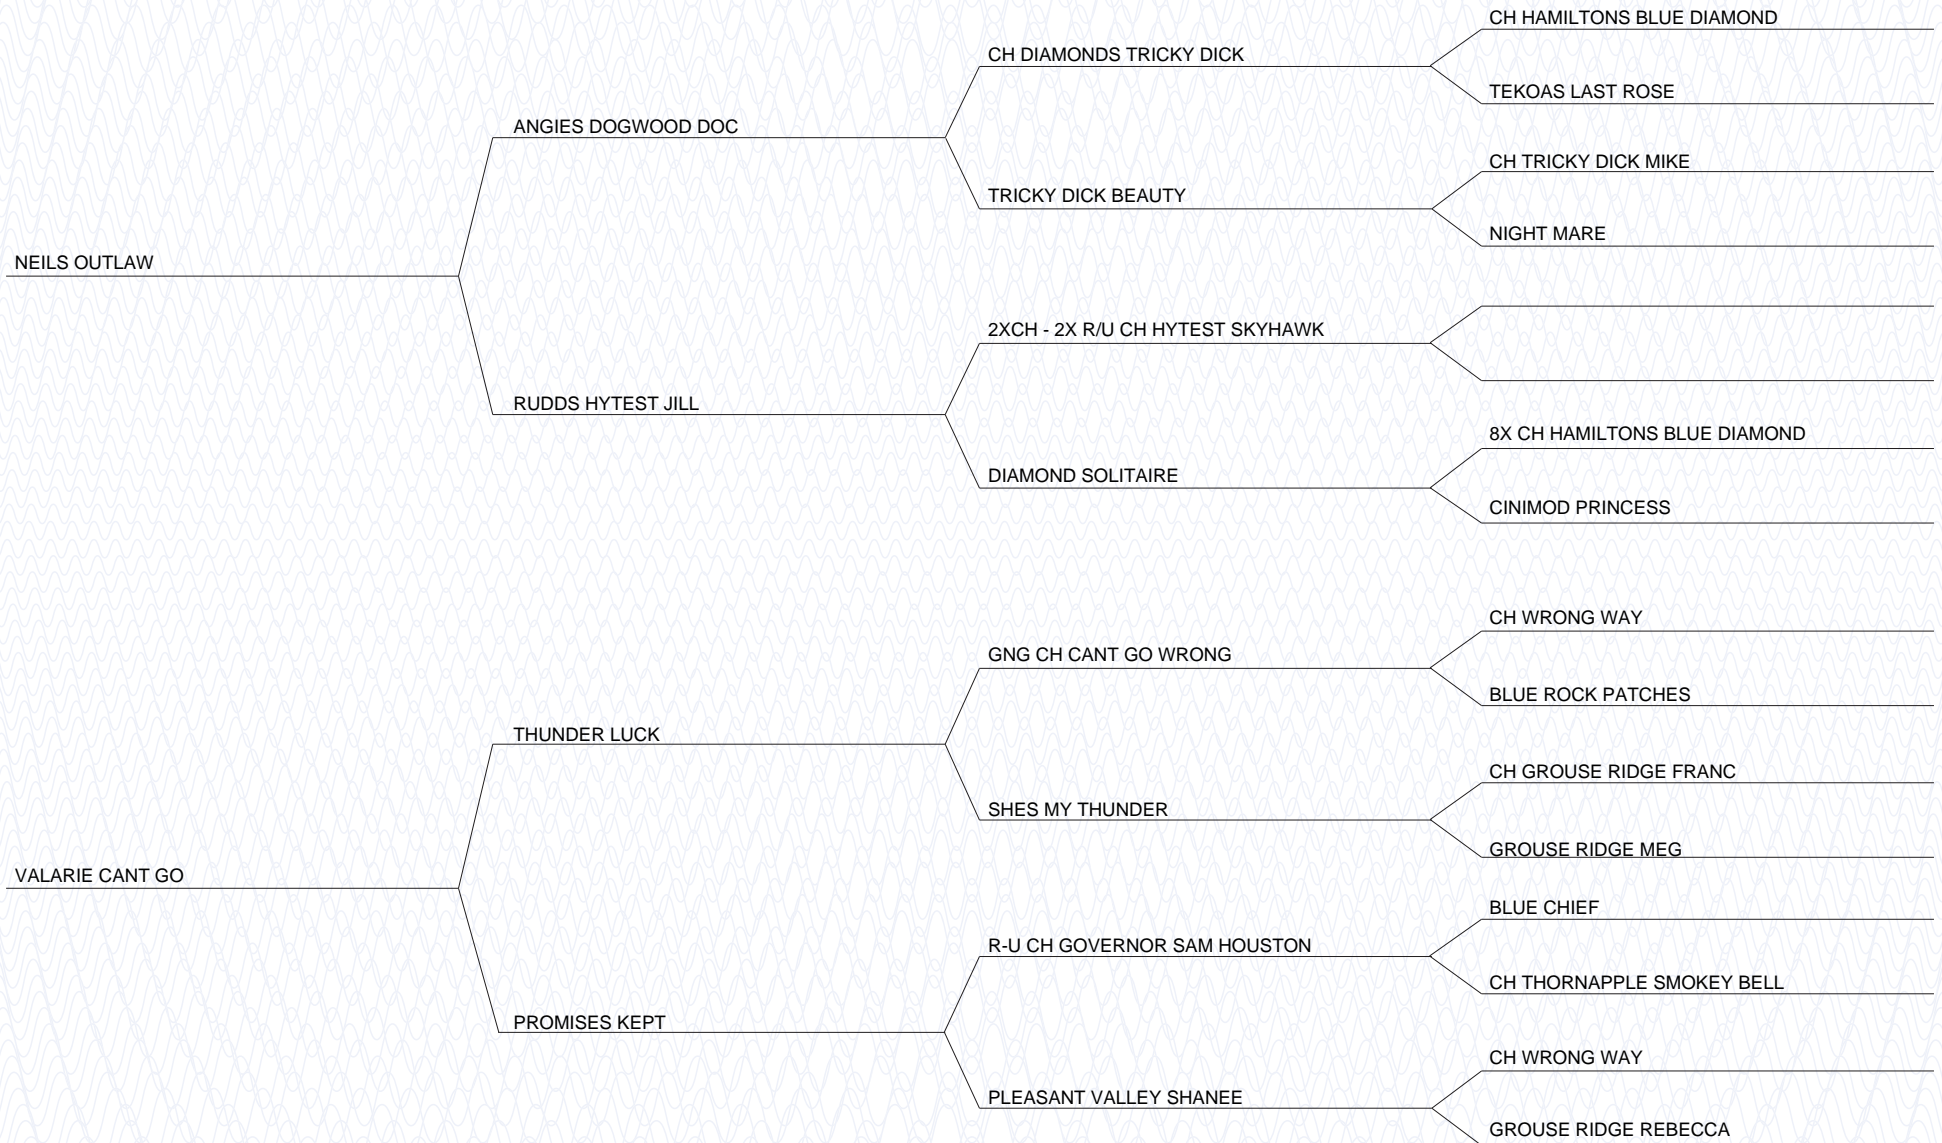 CH HAMILTONS BLUE DIAMOND
CH DIAMONDS TRICKY DICK
TEKOAS LAST ROSE
ANGIES DOGWOOD DOC
CH TRICKY DICK MIKE
TRICKY DICK BEAUTY
NIGHT MARE
NEILS OUTLAW
2XCH - 2X R/U CH HYTEST SKYHAWK
RUDDS HYTEST JILL
8X CH HAMILTONS BLUE DIAMOND
DIAMOND SOLITAIRE
CINIMOD PRINCESS
CH WRONG WAY
GNG CH CANT GO WRONG
BLUE ROCK PATCHES
THUNDER LUCK
CH GROUSE RIDGE FRANC
SHES MY THUNDER
GROUSE RIDGE MEG
VALARIE CANT GO
BLUE CHIEF
R-U CH GOVERNOR SAM HOUSTON
CH THORNAPPLE SMOKEY BELL
PROMISES KEPT
CH WRONG WAY
PLEASANT VALLEY SHANEE
GROUSE RIDGE REBECCA